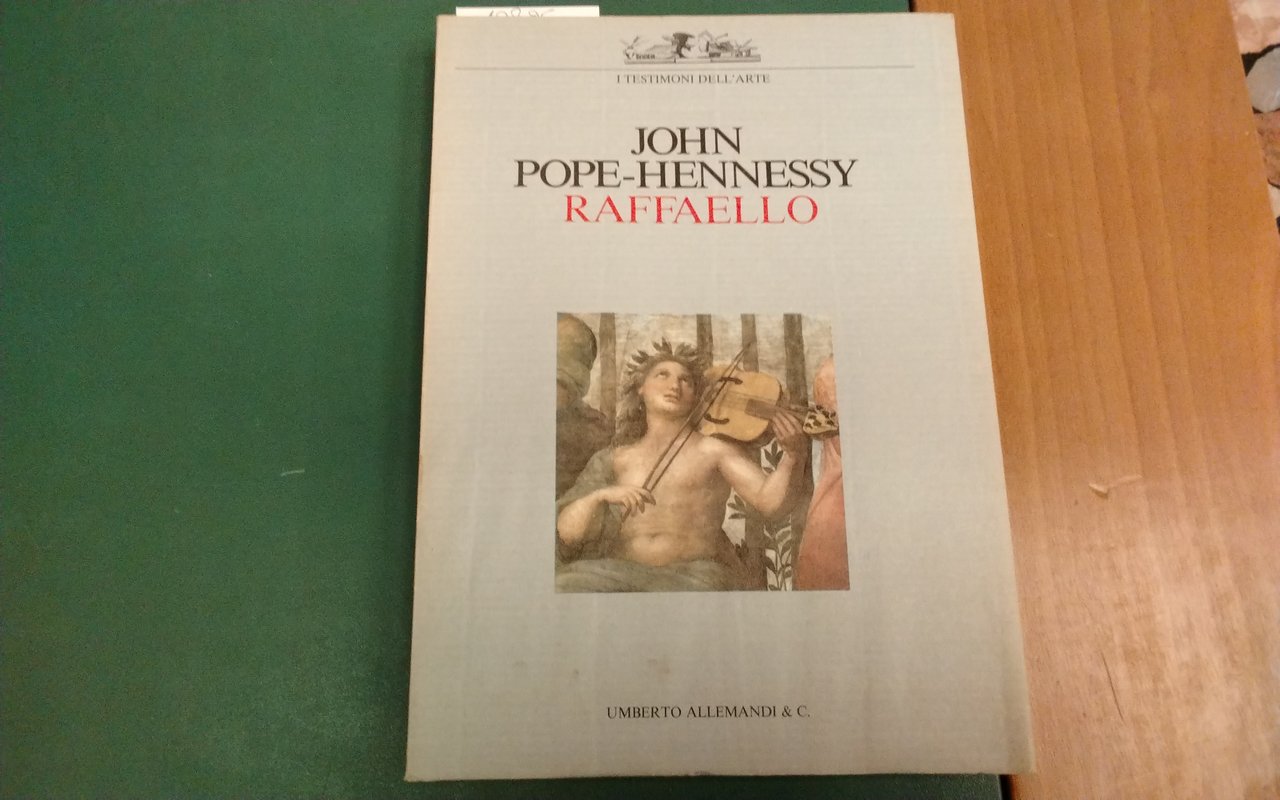 I TESTIMONI DELL'ARTE
JOHN
POPE-HENNESSY
RAFFAELLO
UMBERTO ALLEMANDI & C.